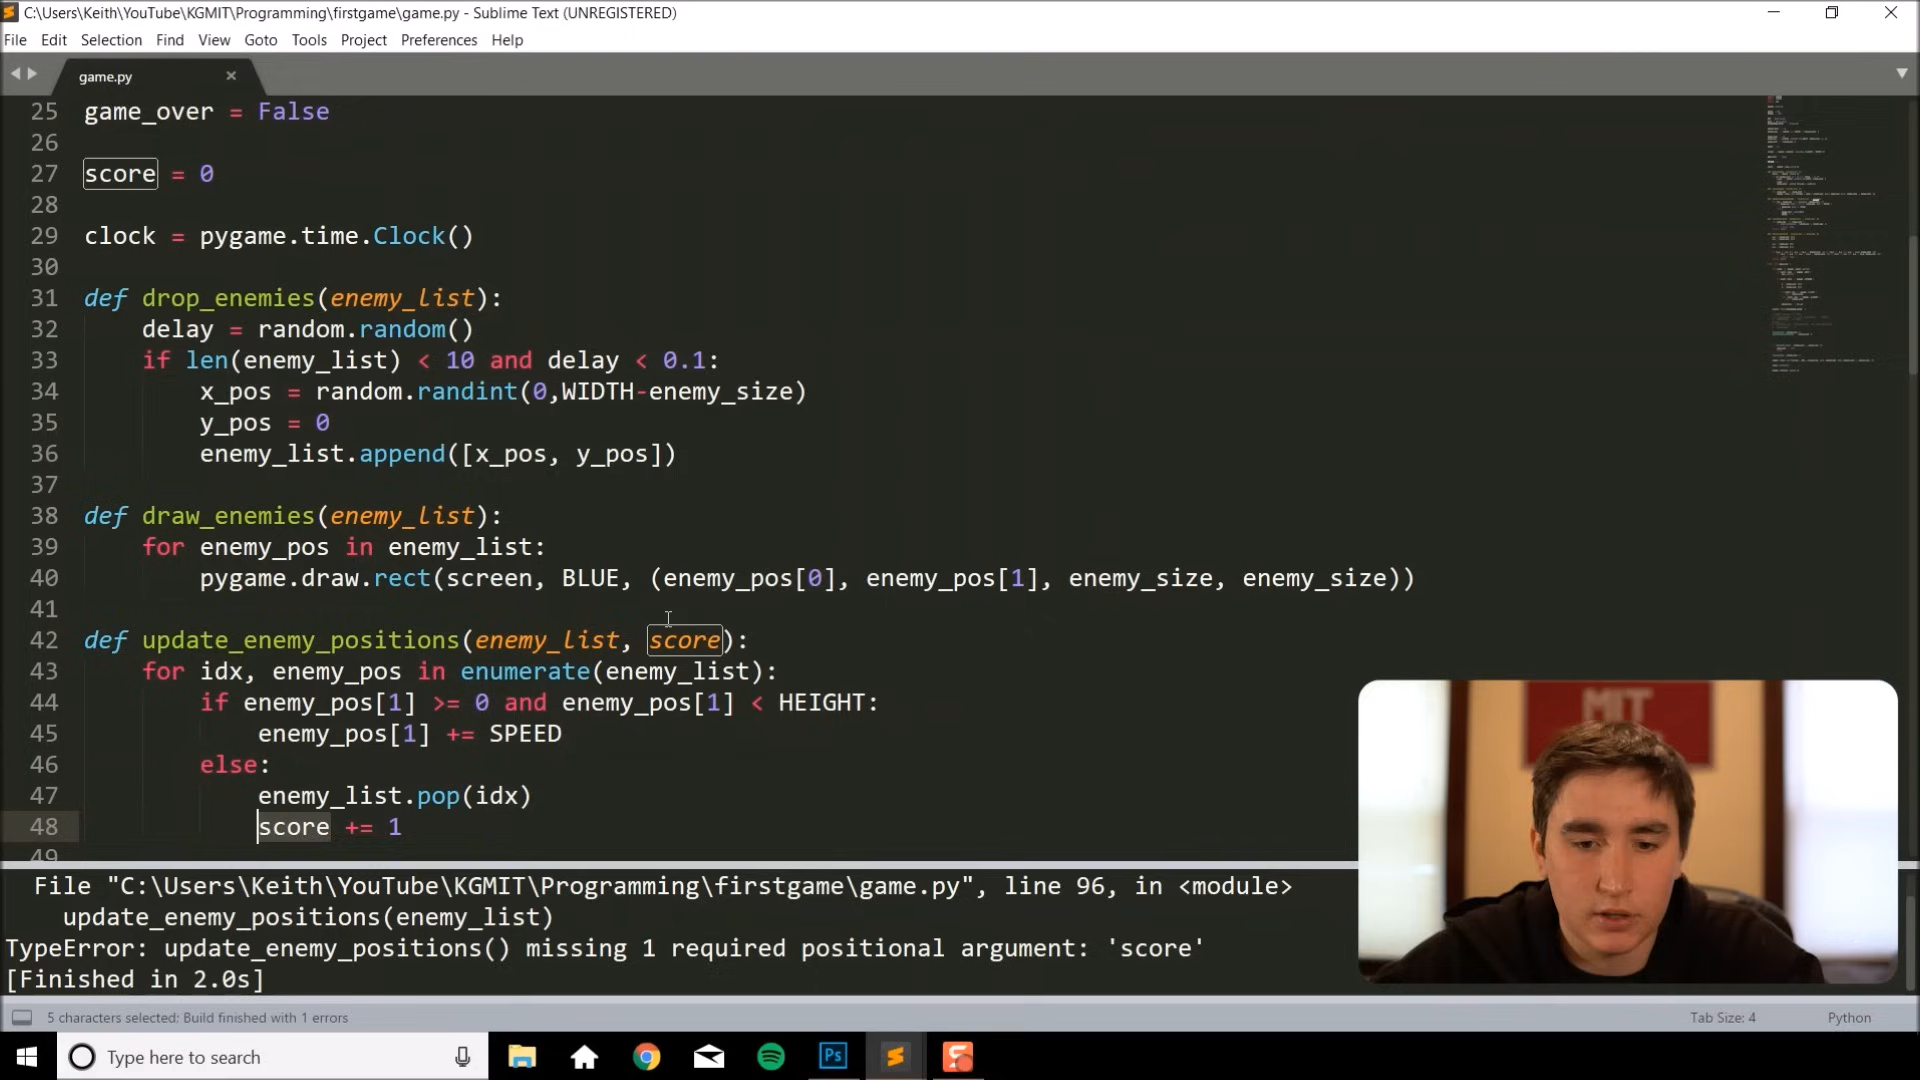 C:\Users\Keith\YouTube\KGMIT\Programming\firstgame\game.py - Sublime Text (UNREGISTERED)
File Edit Selection Find View Goto Tools Project Preferences Help
game.py
25 game_over = False
26
27 score = 0
28
29 clock = pygame.time.Clock()
30
31 def drop_enemies(enemy_list):
32 delay = random.random()
33 if len(enemy_list) < 10 and delay < 0.1:
34 x_pos = random.randint(0,WIDTH-enemy_size)
35 y_pos = 0
36 enemy_list.append([x_pos, y_pos])
37
38 def draw_enemies(enemy_list):
39 for enemy_pos in enemy_list:
40 pygame.draw.rect(screen, BLUE, (enemy_pos[0], enemy_pos[1], enemy_size, enemy_size))
41
42 def update_enemy_positions(enemy_list, score):
43 for idx, enemy_pos in enumerate(enemy_list):
44 if enemy_pos[1] >= 0 and enemy_pos[1] < HEIGHT:
45 enemy_pos[1] += SPEED
46 else:
47 enemy_list.pop(idx)
48 score += 1
49
File "C:\Users\Keith\YouTube\KGMIT\Programming\firstgame\game.py", line 96, in <module>
update_enemy_positions(enemy_list)
TypeError: update_enemy_positions() missing 1 required positional argument: 'score'
[Finished in 2.0s]
MIT
5 characters selected: Build finished with 1 errors
Tab Size: 4
Python
Type here to search
Ps